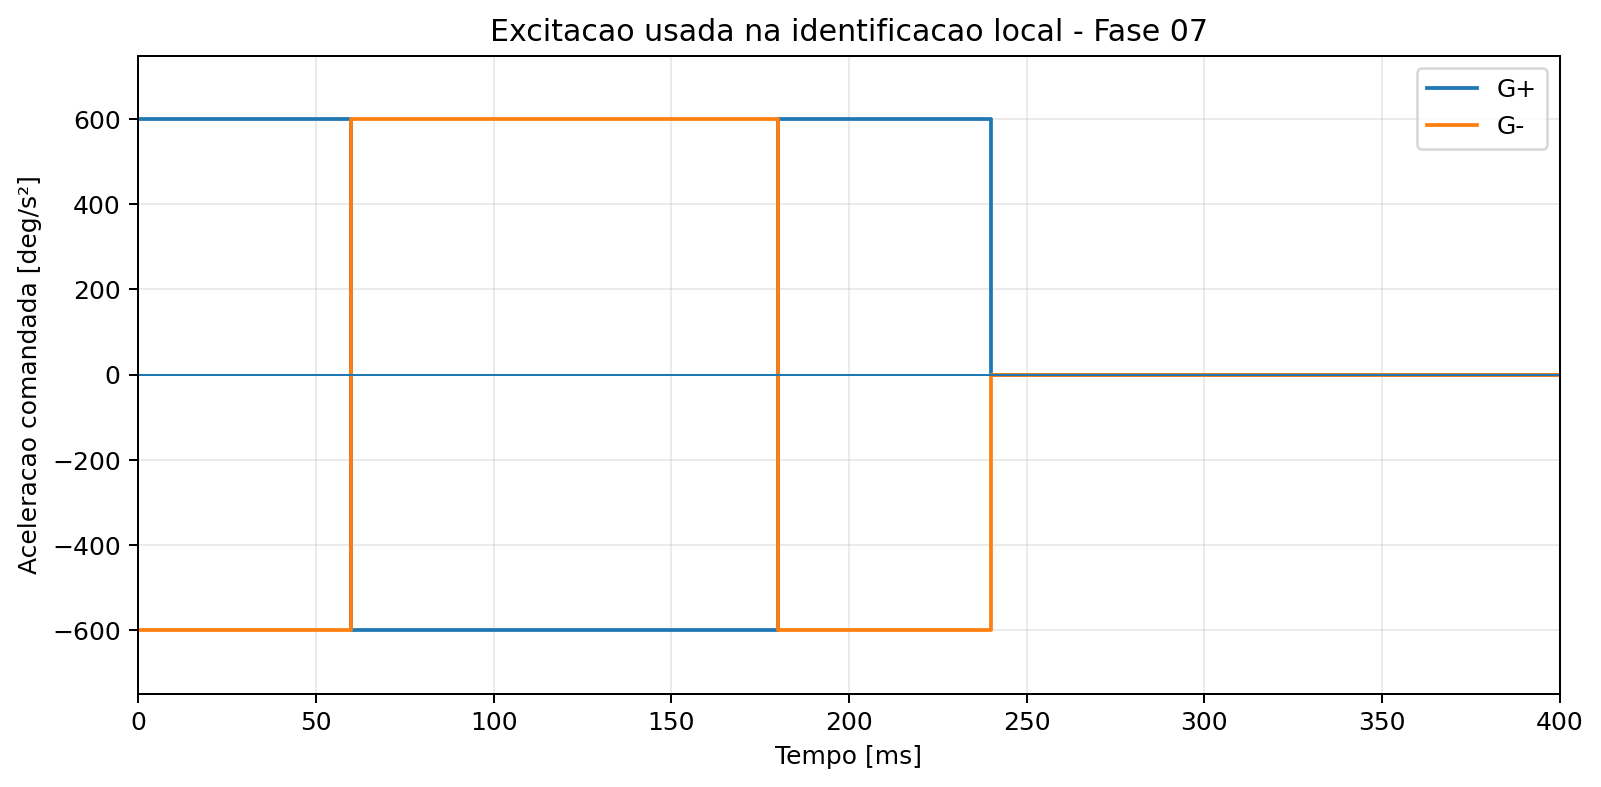 Excitacao usada na identificacao local - Fase 07
G+
G-
Aceleracao comandada [deg/s²]
600
400
200
0
−200
−400
−600
0 50 100 150 200 250 300 350 400
Tempo [ms]